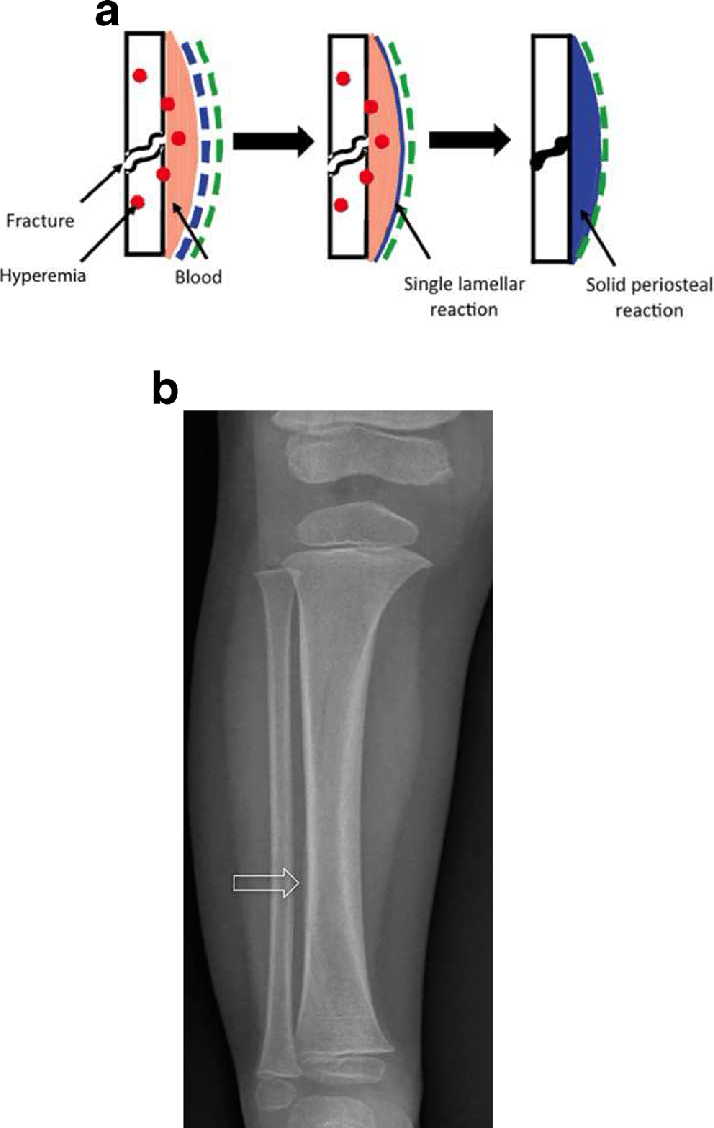 a
Fracture
Hyperemia
Blood
Single lamellar
reaction
Solid periosteal
reaction
b